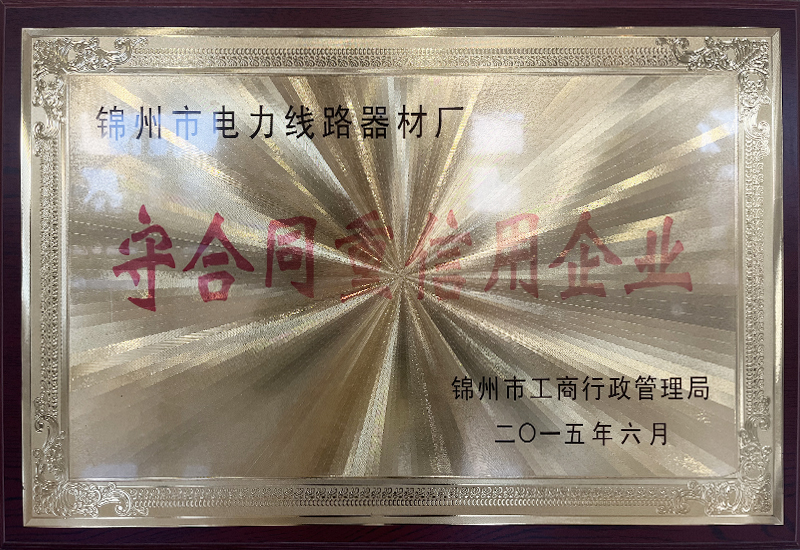 锦州市电力线路器材厂
守合同重信用企业
锦州市工商行政管理局
二〇一五年六月